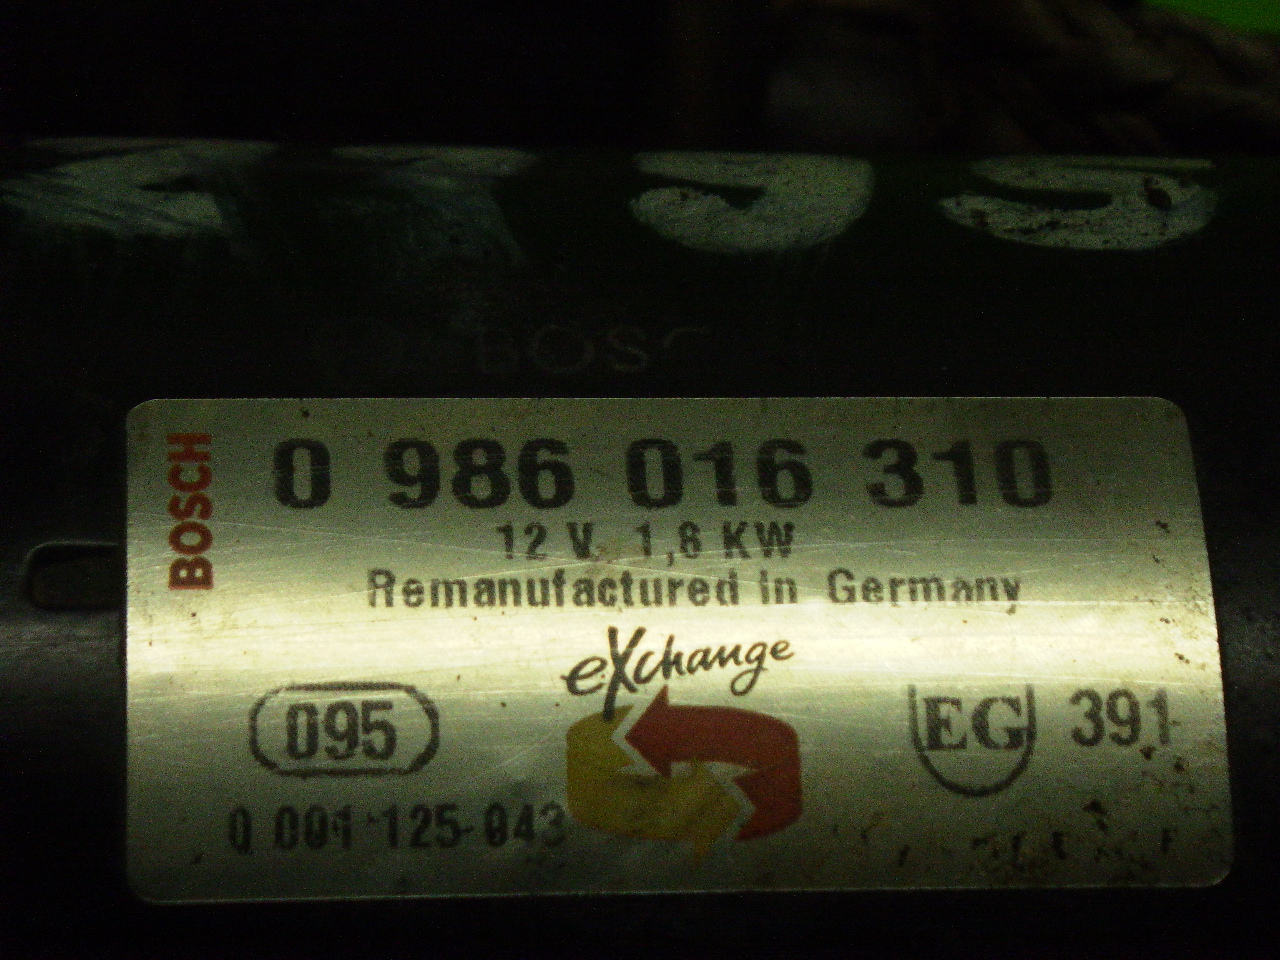 BOSC
BOSCH
0 986 016 310
12 V 1,8 KW
Remanufactured in Germany
eXchange
095
EG 391
0 001 125 043